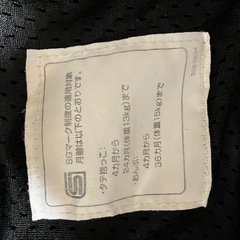 SGマーク制度の適用対象
月齢は以下のとおりです。
・タテ抱っこ:
4カ月から
24カ月(体重13kg)まで
・おんぶ:
4カ月から
36カ月(体重15kg)まで